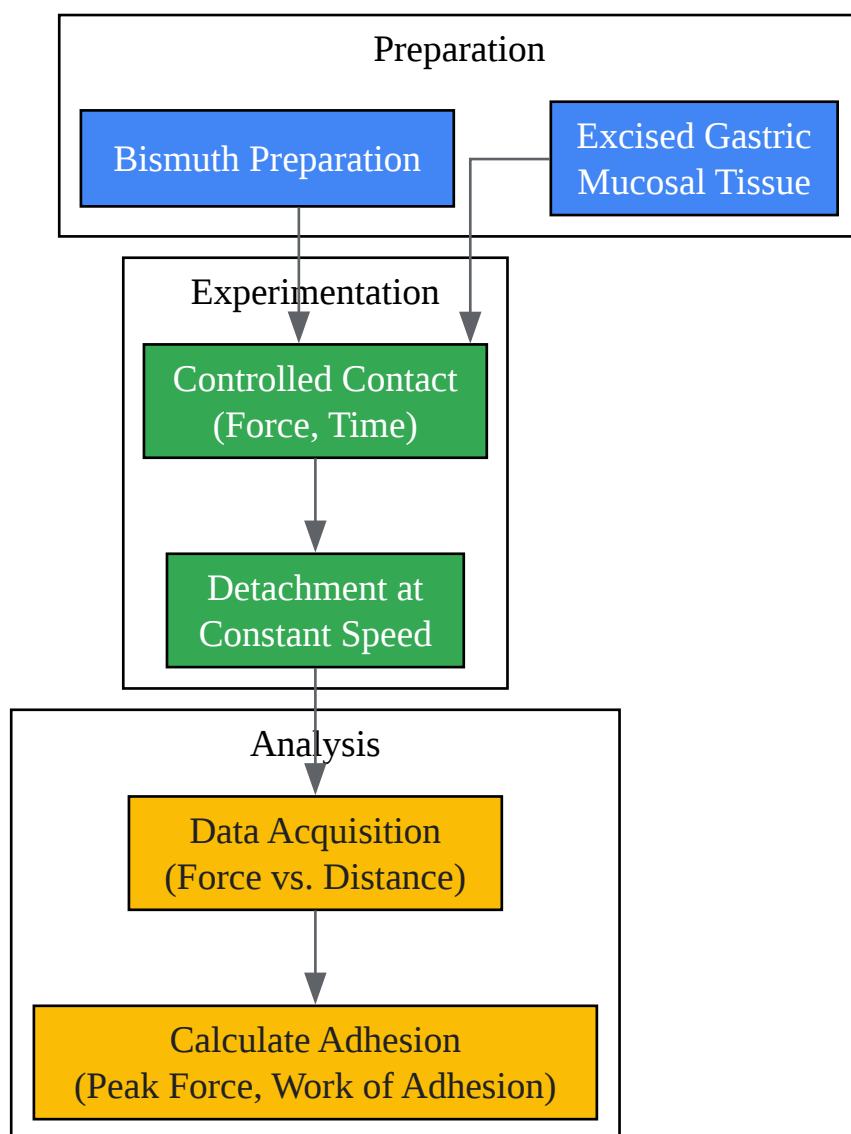 Preparation
Bismuth Preparation
Excised Gastric
Mucosal Tissue
Experimentation
Controlled Contact
(Force, Time)
Detachment at
Constant Speed
Analysis
Data Acquisition
(Force vs. Distance)
Calculate Adhesion
(Peak Force, Work of Adhesion)